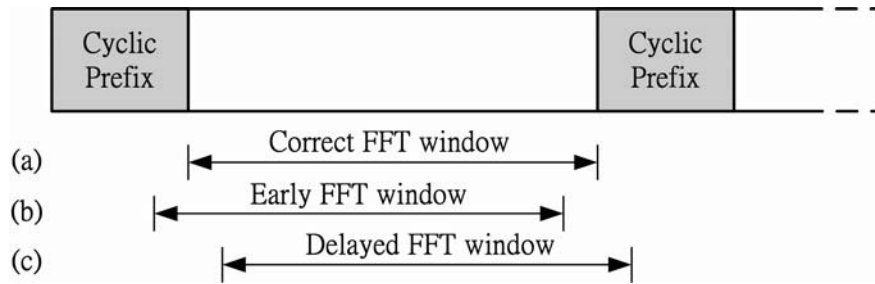 Cyclic
Prefix
Cyclic
Prefix
(a)
Correct FFT window
(b)
Early FFT window
(c)
Delayed FFT window